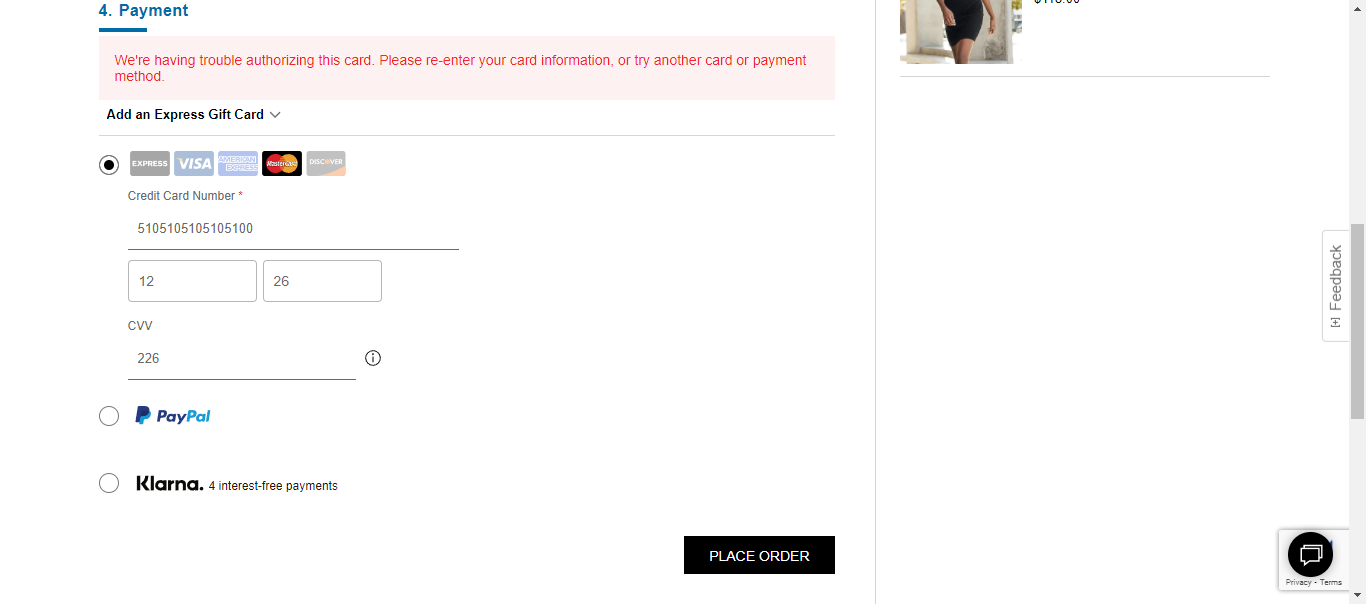 4. Payment
We're having trouble authorizing this card. Please re-enter your card information, or try another card or payment
method.
Add an Express Gift Card
EXPRESS VISA AMERICAN EXPRESS MasterCard DISCOVER
Credit Card Number *
5105105105105100
12 26
CVV
226
PayPal
Klarna. 4 interest-free payments
PLACE ORDER
[+] Feedback
Privacy - Terms